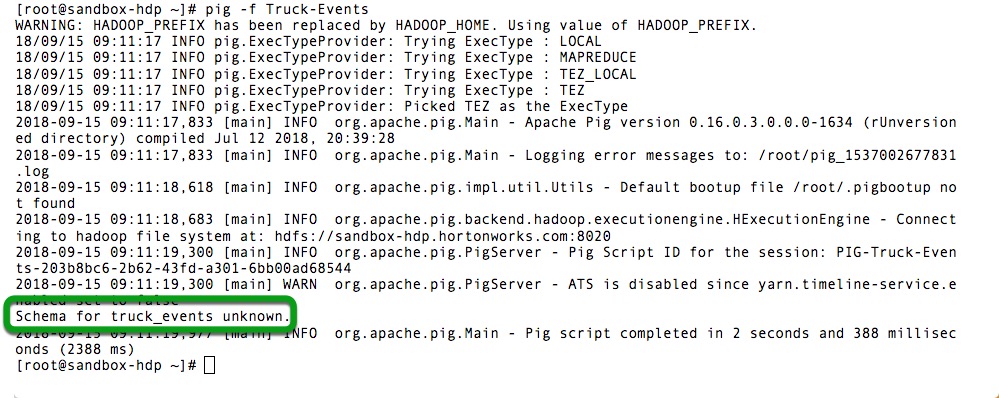 [root@sandbox-hdp ~]# pig -f Truck-Events
WARNING: HADOOP_PREFIX has been replaced by HADOOP_HOME. Using value of HADOOP_PREFIX.
18/09/15 09:11:17 INFO pig.ExecTypeProvider: Trying ExecType : LOCAL
18/09/15 09:11:17 INFO pig.ExecTypeProvider: Trying ExecType : MAPREDUCE
18/09/15 09:11:17 INFO pig.ExecTypeProvider: Trying ExecType : TEZ_LOCAL
18/09/15 09:11:17 INFO pig.ExecTypeProvider: Trying ExecType : TEZ
18/09/15 09:11:17 INFO pig.ExecTypeProvider: Picked TEZ as the ExecType
2018-09-15 09:11:17,833 [main] INFO  org.apache.pig.Main - Apache Pig version 0.16.0.3.0.0.0-1634 (rUnversion
ed directory) compiled Jul 12 2018, 20:39:28
2018-09-15 09:11:17,833 [main] INFO  org.apache.pig.Main - Logging error messages to: /root/pig_1537002677831
.log
2018-09-15 09:11:18,618 [main] INFO  org.apache.pig.impl.util.Utils - Default bootup file /root/.pigbootup no
t found
2018-09-15 09:11:18,683 [main] INFO  org.apache.pig.backend.hadoop.executionengine.HExecutionEngine - Connect
ing to hadoop file system at: hdfs://sandbox-hdp.hortonworks.com:8020
2018-09-15 09:11:19,300 [main] INFO  org.apache.pig.PigServer - Pig Script ID for the session: PIG-Truck-Even
ts-203b8bc6-2b62-43fd-a301-6bb00ad68544
2018-09-15 09:11:19,300 [main] WARN  org.apache.pig.PigServer - ATS is disabled since yarn.timeline-service.e
nabled set to false
Schema for truck_events unknown.
2018-09-15 09:11:19,977 [main] INFO  org.apache.pig.Main - Pig script completed in 2 seconds and 388 millisec
onds (2388 ms)
[root@sandbox-hdp ~]#